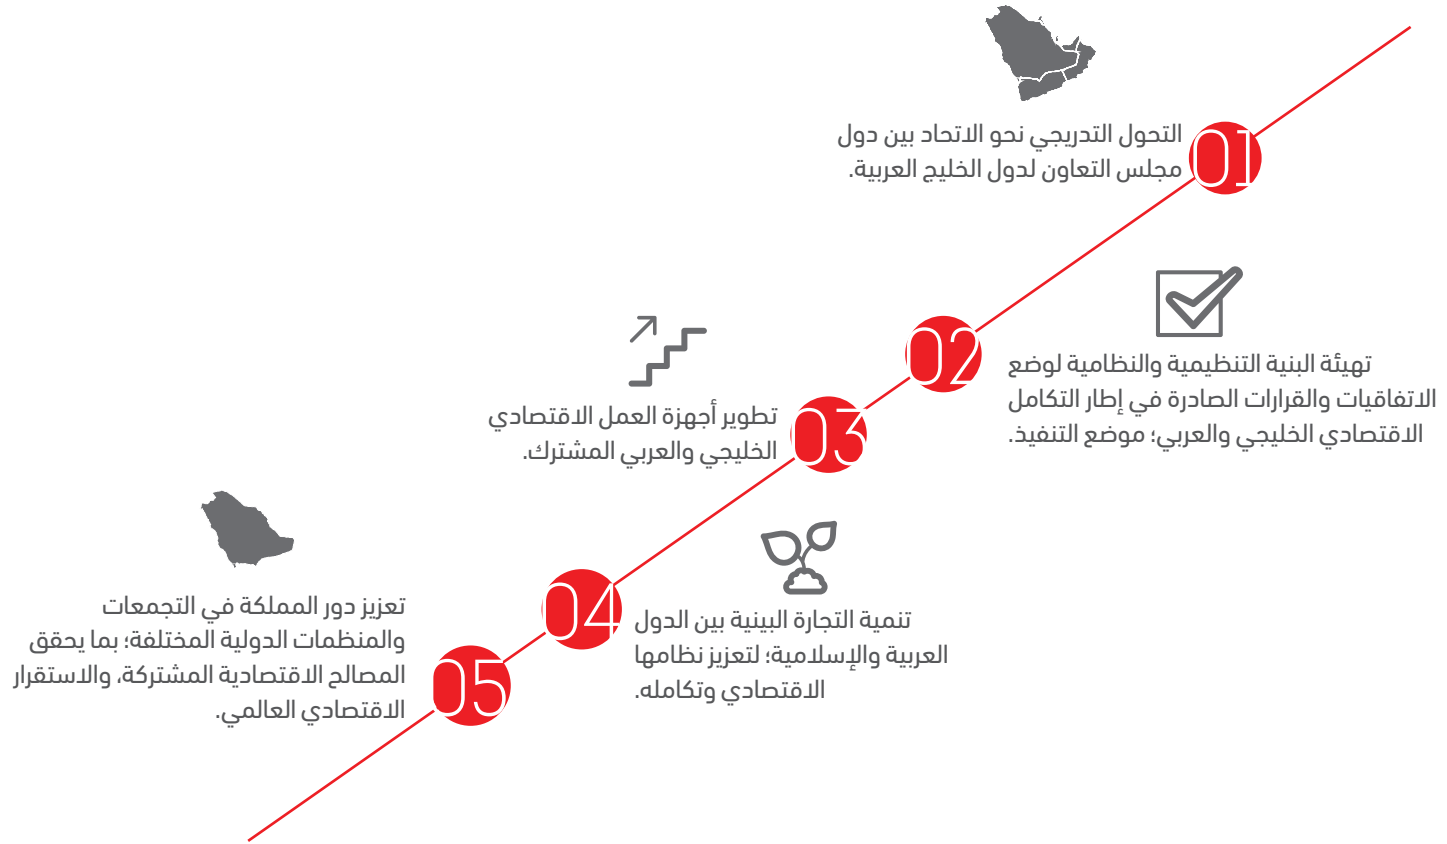 01
التحول التدريجي نحو الاتحاد بين دول
مجلس التعاون لدول الخليج العربية.
02
تهيئة البنية التنظيمية والنظامية لوضع
الاتفاقيات والقرارات الصادرة في إطار التكامل
الاقتصادي الخليجي والعربي؛ موضع التنفيذ.
03
تطوير أجهزة العمل الاقتصادي
الخليجي والعربي المشترك.
04
تنمية التجارة البينية بين الدول
العربية والإسلامية؛ لتعزيز نظامها
الاقتصادي وتكامله.
05
تعزيز دور المملكة في التجمعات
والمنظمات الدولية المختلفة؛ بما يحقق
المصالح الاقتصادية المشتركة، والاستقرار
الاقتصادي العالمي.